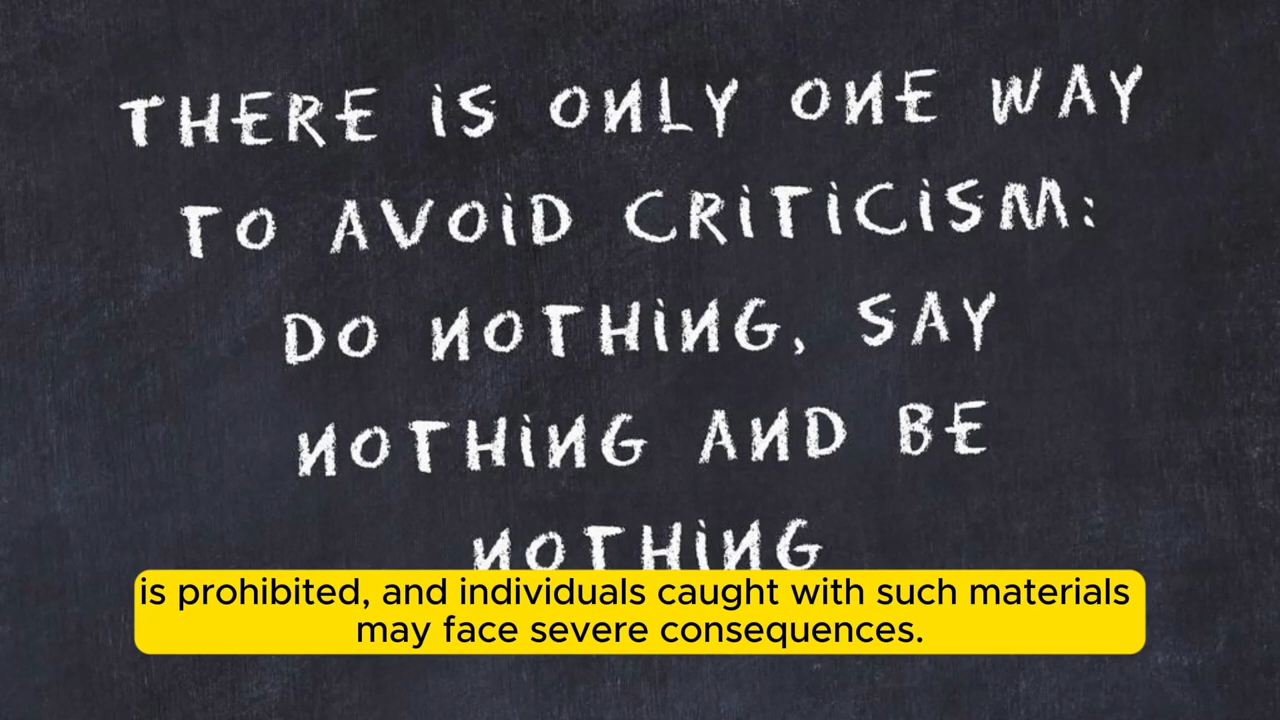 THERE iS ONLY ONE WAY
TO AVOiD CRiTiCiSM:
DO NOTHiNG, SAY
NOTHiNG AND BE
NOTHiNG
is prohibited, and individuals caught with such materials
may face severe consequences.